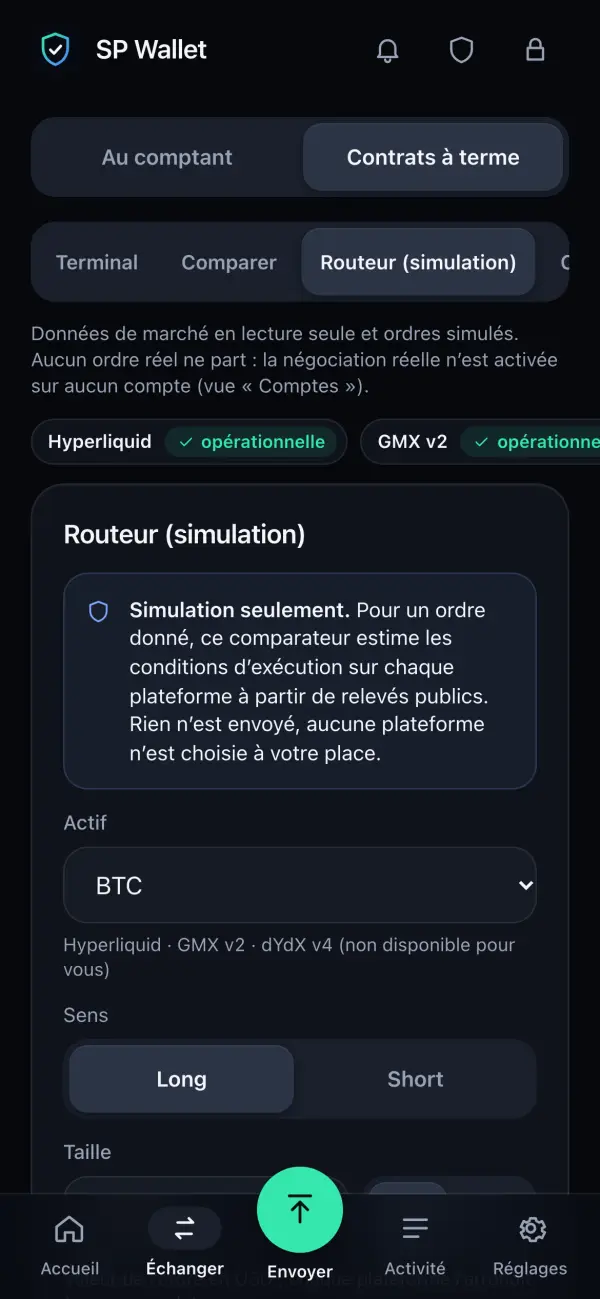 SP Wallet
Au comptant
Contrats à terme
Terminal
Comparer
Routeur (simulation)
Données de marché en lecture seule et ordres simulés.
Aucun ordre réel ne part : la négociation réelle n’est activée
sur aucun compte (vue « Comptes »).
Hyperliquid
opérationnelle
GMX v2
opérationne
Routeur (simulation)
Simulation seulement. Pour un ordre
donné, ce comparateur estime les
conditions d’exécution sur chaque
plateforme à partir de relevés publics.
Rien n’est envoyé, aucune plateforme
n’est choisie à votre place.
Actif
BTC
Hyperliquid · GMX v2 · dYdX v4 (non disponible pour
vous)
Sens
Long
Short
Taille
Accueil
Échanger
Envoyer
Activité
Réglages